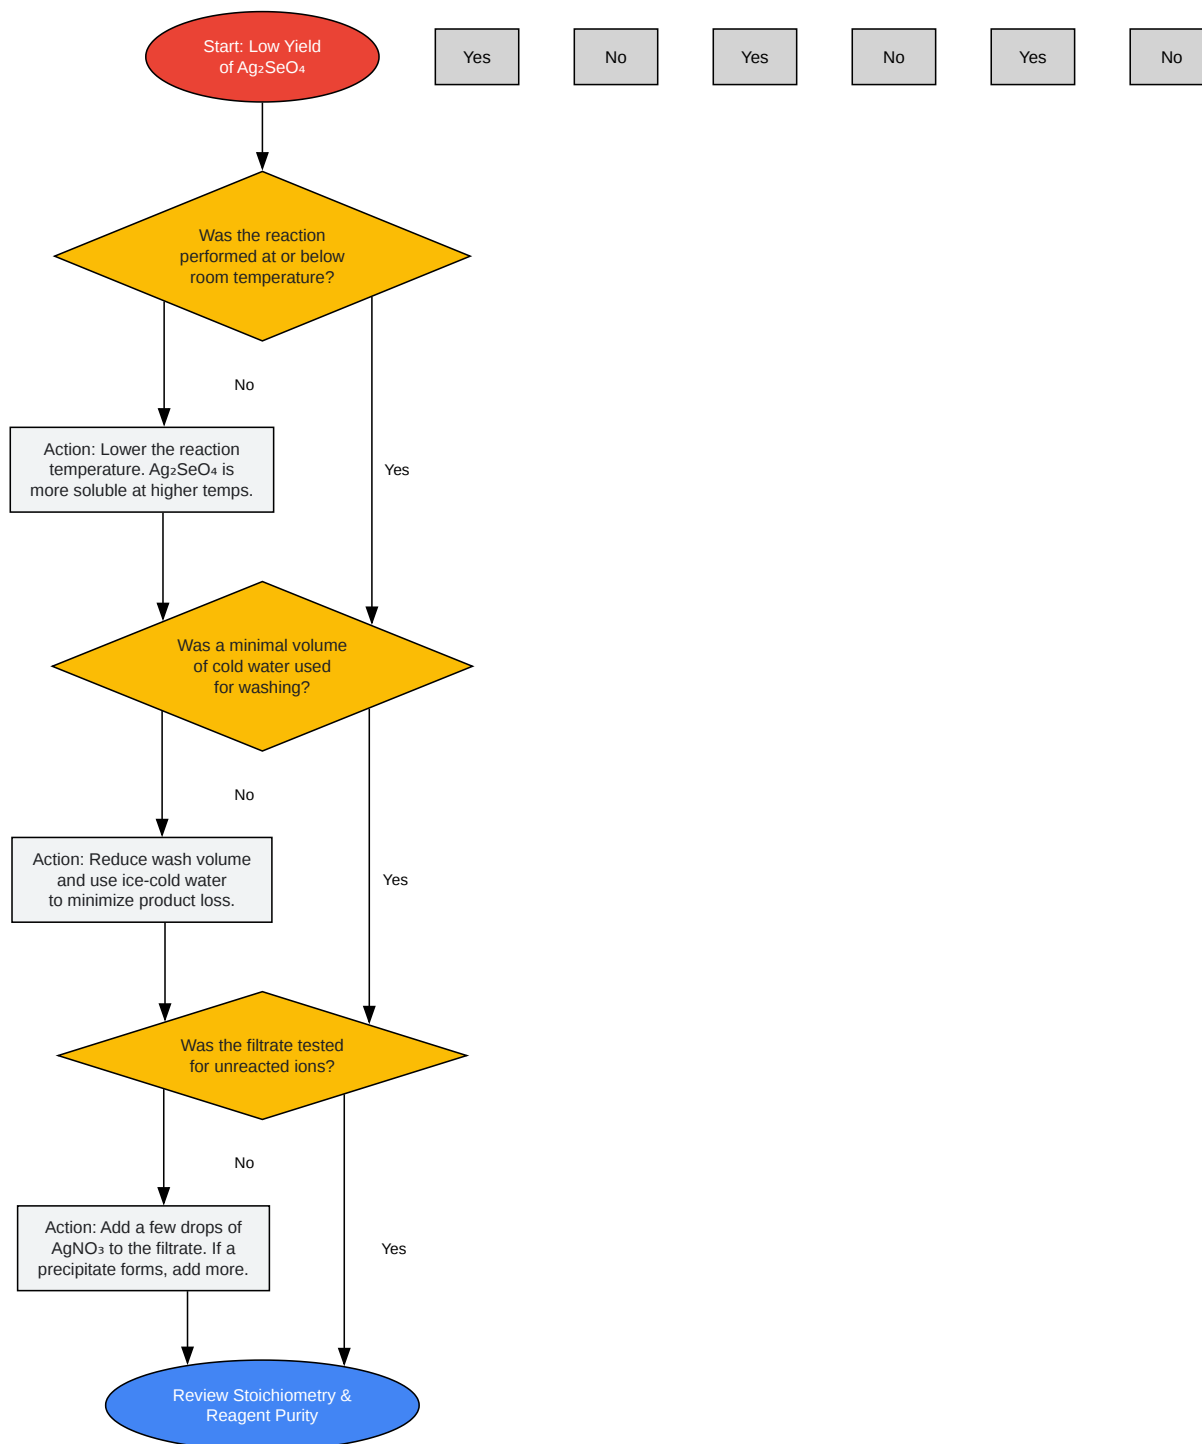 Start: Low Yield
of Ag₂SeO₄
Yes
No
Yes
No
Yes
No
Was the reaction
performed at or below
room temperature?
No
Action: Lower the reaction
temperature. Ag₂SeO₄ is
more soluble at higher temps.
Yes
Was a minimal volume
of cold water used
for washing?
No
Action: Reduce wash volume
and use ice-cold water
to minimize product loss.
Yes
Was the filtrate tested
for unreacted ions?
No
Action: Add a few drops of
AgNO₃ to the filtrate. If a
precipitate forms, add more.
Yes
Review Stoichiometry &
Reagent Purity